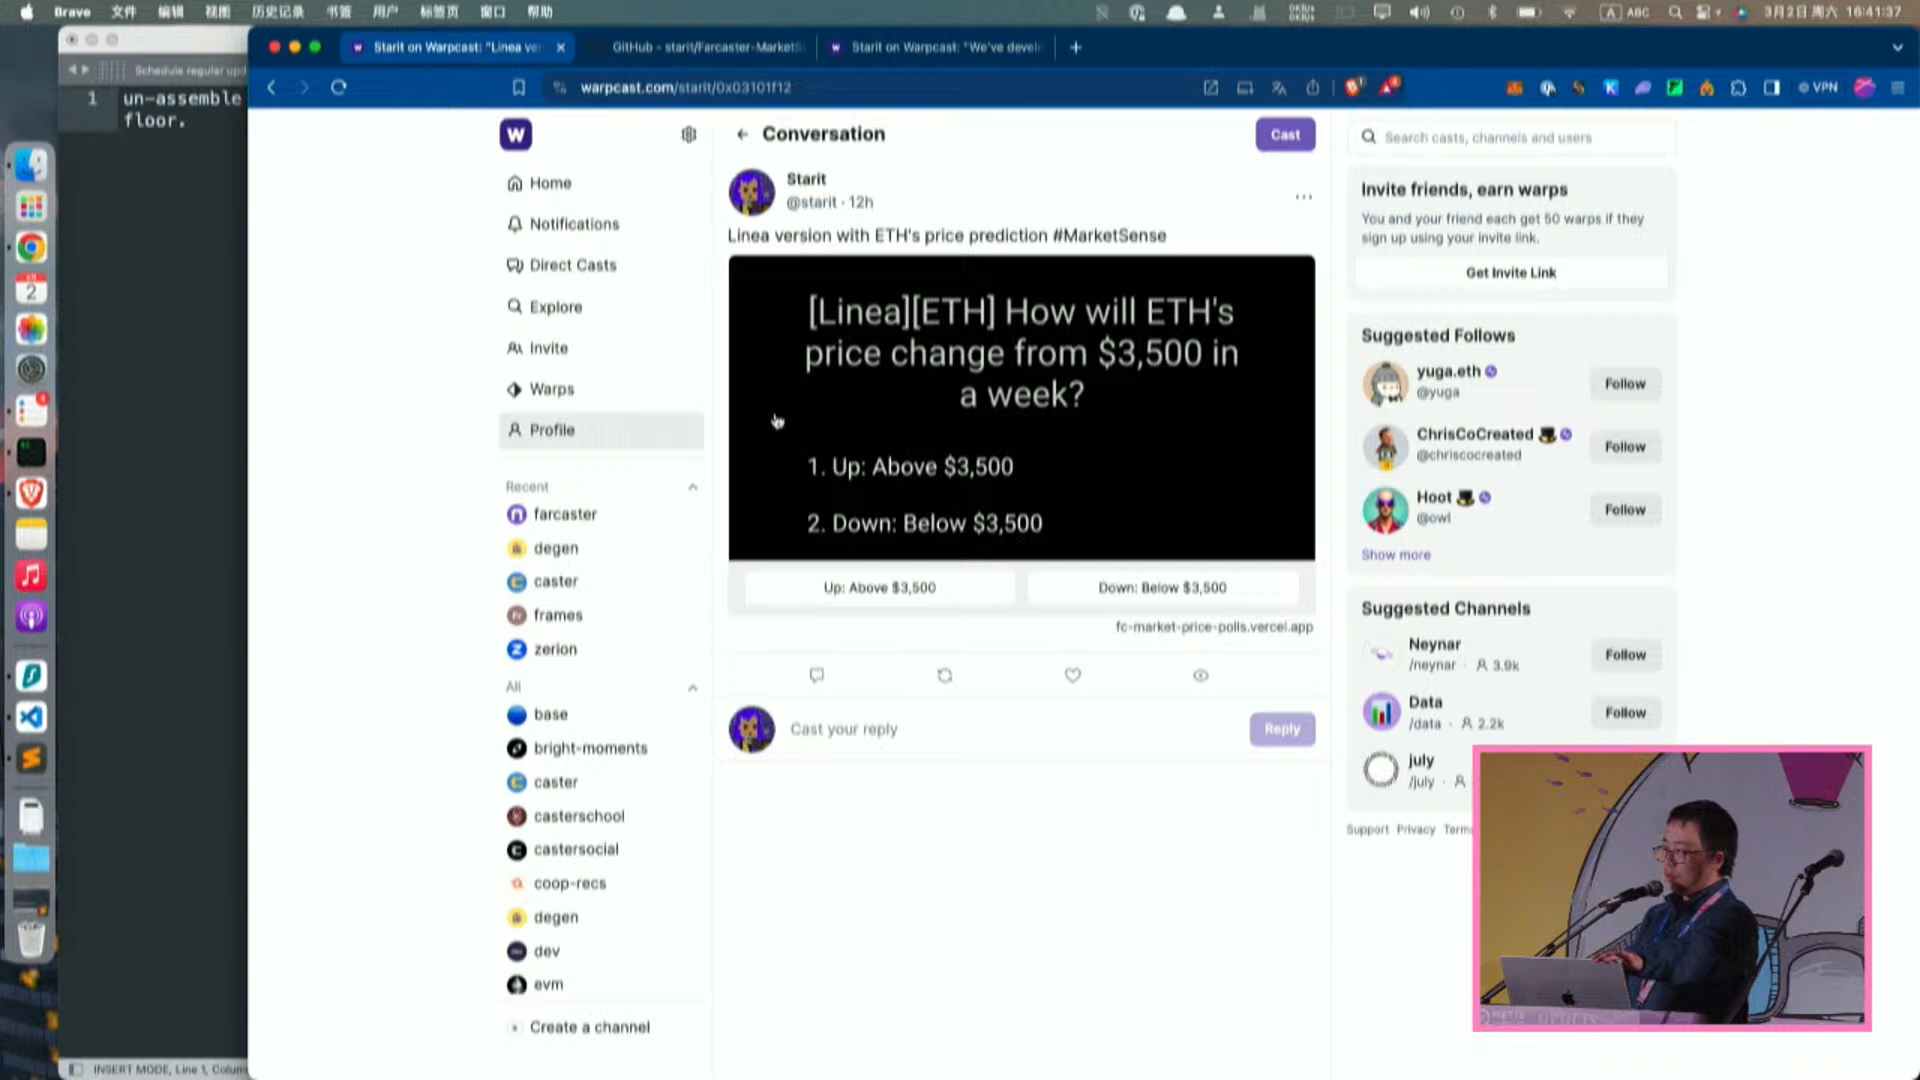 Brave 文件 编辑 视图 历史记录 书签 用户 标签页 窗口 帮助
ABC 3月2日 周六 16:41:37
Starit on Warpcast: "Linea ve
GitHub - starit/Farcaster-MarketS
Starit on Warpcast: "We've devel
warpcast.com/starit/0x03101f12
VPN
Schedule regular upd
1 un-assemble
floor.
INSERT MODE, Line 1, Colum
Home
Notifications
Direct Casts
Explore
Invite
Warps
Profile
Recent
farcaster
degen
caster
frames
zerion
All
base
bright-moments
caster
casterschool
castersocial
coop-recs
degen
dev
evm
Create a channel
Conversation
Cast
Starit
@starit · 12h
Linea version with ETH's price prediction #MarketSense
[Linea][ETH] How will ETH's
price change from $3,500 in
a week?
1. Up: Above $3,500
2. Down: Below $3,500
Up: Above $3,500
Down: Below $3,500
fc-market-price-polls.vercel.app
Cast your reply
Reply
Search casts, channels and users
Invite friends, earn warps
You and your friend each get 50 warps if they
sign up using your invite link.
Get Invite Link
Suggested Follows
yuga.eth
@yuga
Follow
ChrisCoCreated
@chriscocreated
Follow
Hoot
@owl
Follow
Show more
Suggested Channels
Neynar
/neynar · 3.9k
Follow
Data
/data · 2.2k
Follow
july
/july ·
Support Privacy Terms